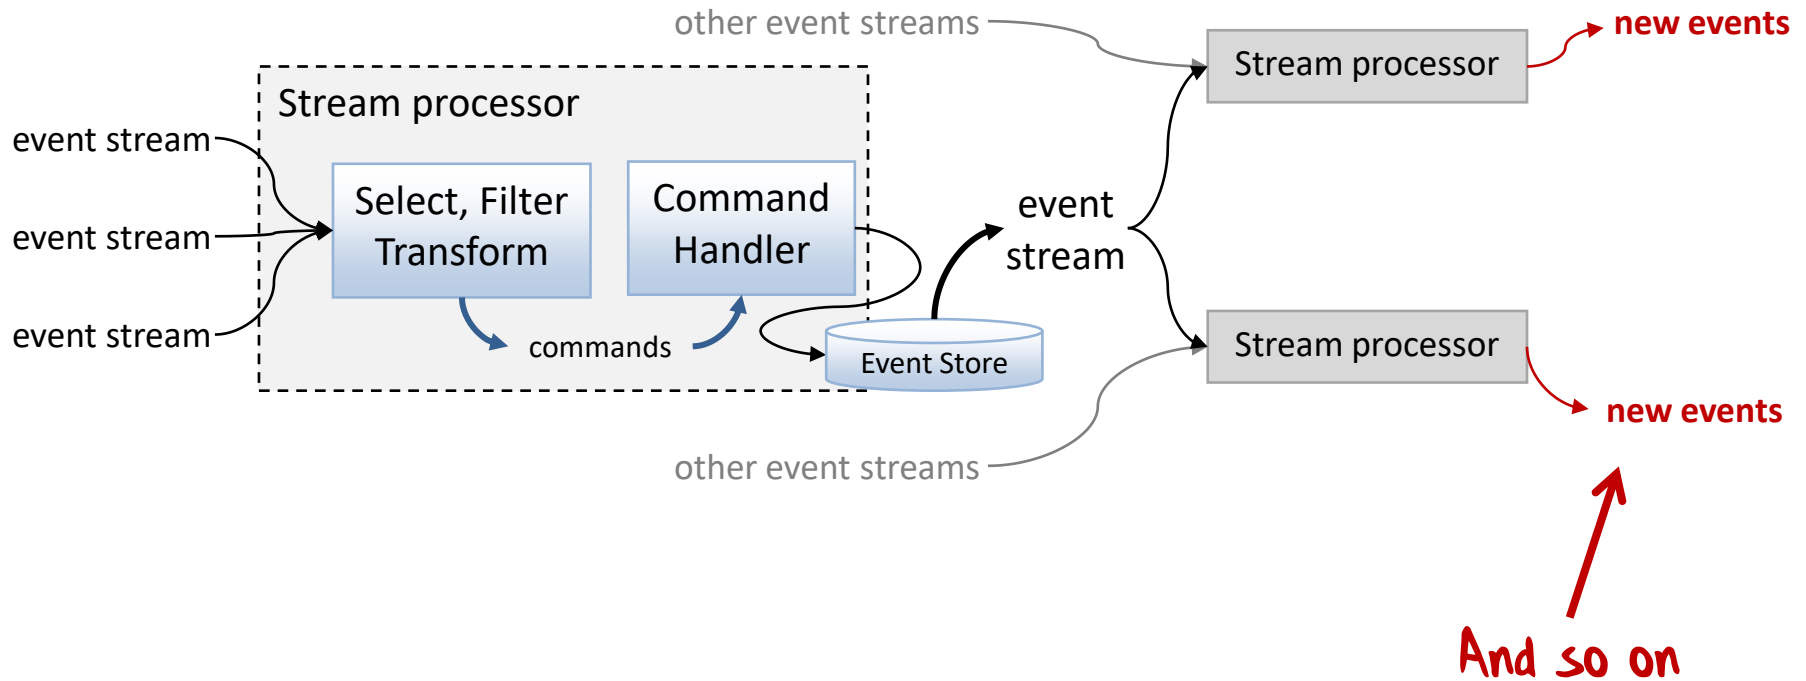 other event streams
new events
Stream processor
Stream processor
event stream
Select, Filter
Transform
Command
Handler
event
stream
event stream
event stream
commands
Event Store
Stream processor
new events
other event streams
And so on